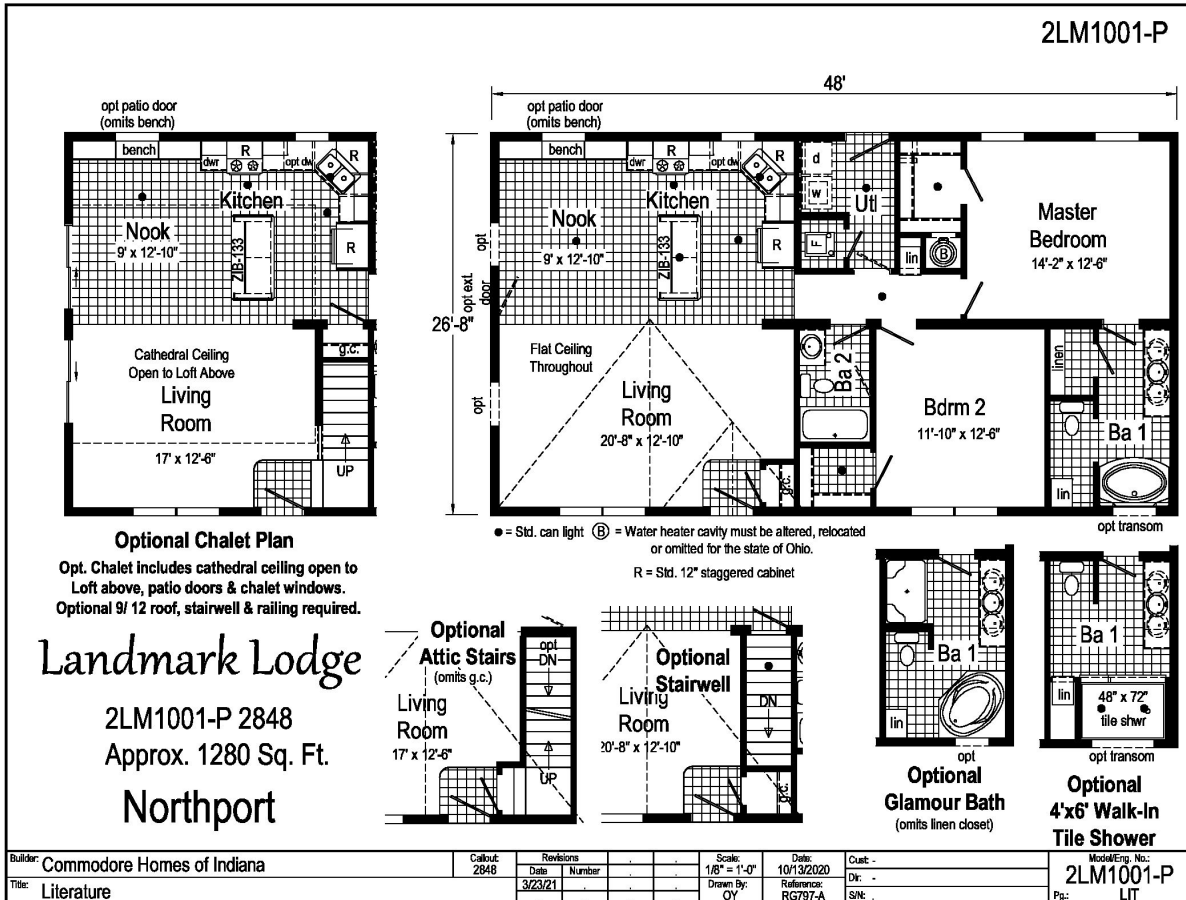 2LM1001-P
opt patio door
(omits bench)
bench
R
dwr
opt dw
R
Kitchen
Nook
9' x 12'-10"
ZIB-133
R
Cathedral Ceiling
Open to Loft Above
Living
Room
17' x 12'-6"
g.c.
UP
Optional Chalet Plan
Opt. Chalet includes cathedral ceiling open to
Loft above, patio doors & chalet windows.
Optional 9/ 12 roof, stairwell & railing required.
48'
26'-8"
opt patio door
(omits bench)
bench
R
dwr
opt dw
R
Kitchen
Nook
9' x 12'-10"
ZIB-133
R
opt
opt ext.
door
opt
d
w
Utl
F
lin
B
Master
Bedroom
14'-2" x 12'-6"
Flat Ceiling
Throughout
Living
Room
20'-8" x 12'-10"
g.c.
Ba 2
Bdrm 2
11'-10" x 12'-6"
linen
Ba 1
lin
opt transom
● = Std. can light Ⓑ = Water heater cavity must be altered, relocated
or omitted for the state of Ohio.
R = Std. 12" staggered cabinet
Landmark Lodge
2LM1001-P 2848
Approx. 1280 Sq. Ft.
Northport
Optional
Attic Stairs
(omits g.c.)
opt
DN
Living
Room
17' x 12'-6"
UP
Optional
Stairwell
Living
Room
20'-8" x 12'-10"
DN
g.c.
Ba 1
lin
opt
Optional
Glamour Bath
(omits linen closet)
Ba 1
lin
48" x 72"
tile shwr
opt transom
Optional
4'x6' Walk-In
Tile Shower
Builder: Commodore Homes of Indiana
Title: Literature
Callout:
2848
Revisions
Date Number
3/23/21
Scale:
1/8" = 1'-0"
Drawn By:
OY
Date:
10/13/2020
Reference:
RG797-A
Cust: -
Dir: -
S/N:
Model/Eng. No.:
2LM1001-P
Pg.: LIT